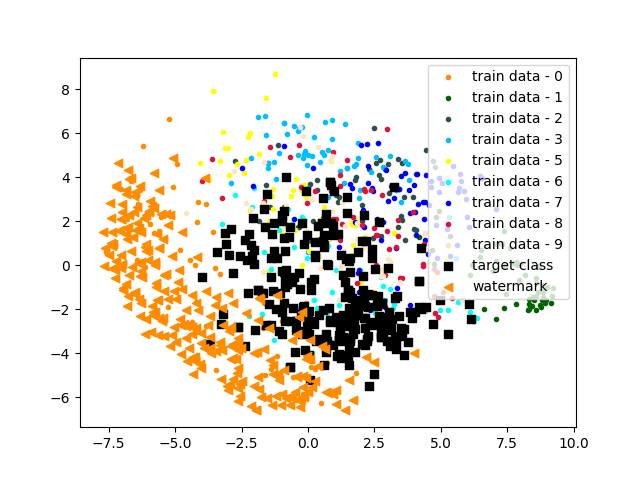 8
6
4
2
0
−2
−4
−6
−7.5 −5.0 −2.5 0.0 2.5 5.0 7.5 10.0
train data - 0
train data - 1
train data - 2
train data - 3
train data - 5
train data - 6
train data - 7
train data - 8
train data - 9
target class
watermark